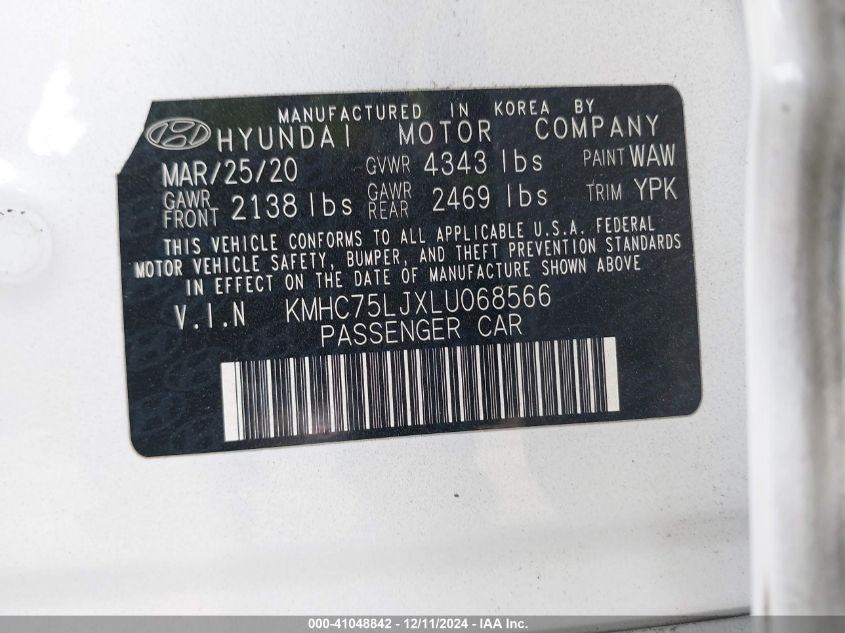 MANUFACTURED IN KOREA BY
HYUNDAI MOTOR COMPANY
MAR/25/20 GVWR 4343 lbs PAINT WAW
GAWR FRONT 2138 lbs GAWR REAR 2469 lbs TRIM YPK
THIS VEHICLE CONFORMS TO ALL APPLICABLE U.S.A. FEDERAL
MOTOR VEHICLE SAFETY, BUMPER, AND THEFT PREVENTION STANDARDS
IN EFFECT ON THE DATE OF MANUFACTURE SHOWN ABOVE
V.I.N KMHC75LJXLU068566
PASSENGER CAR
000-41048842 - 12/11/2024 - IAA Inc.